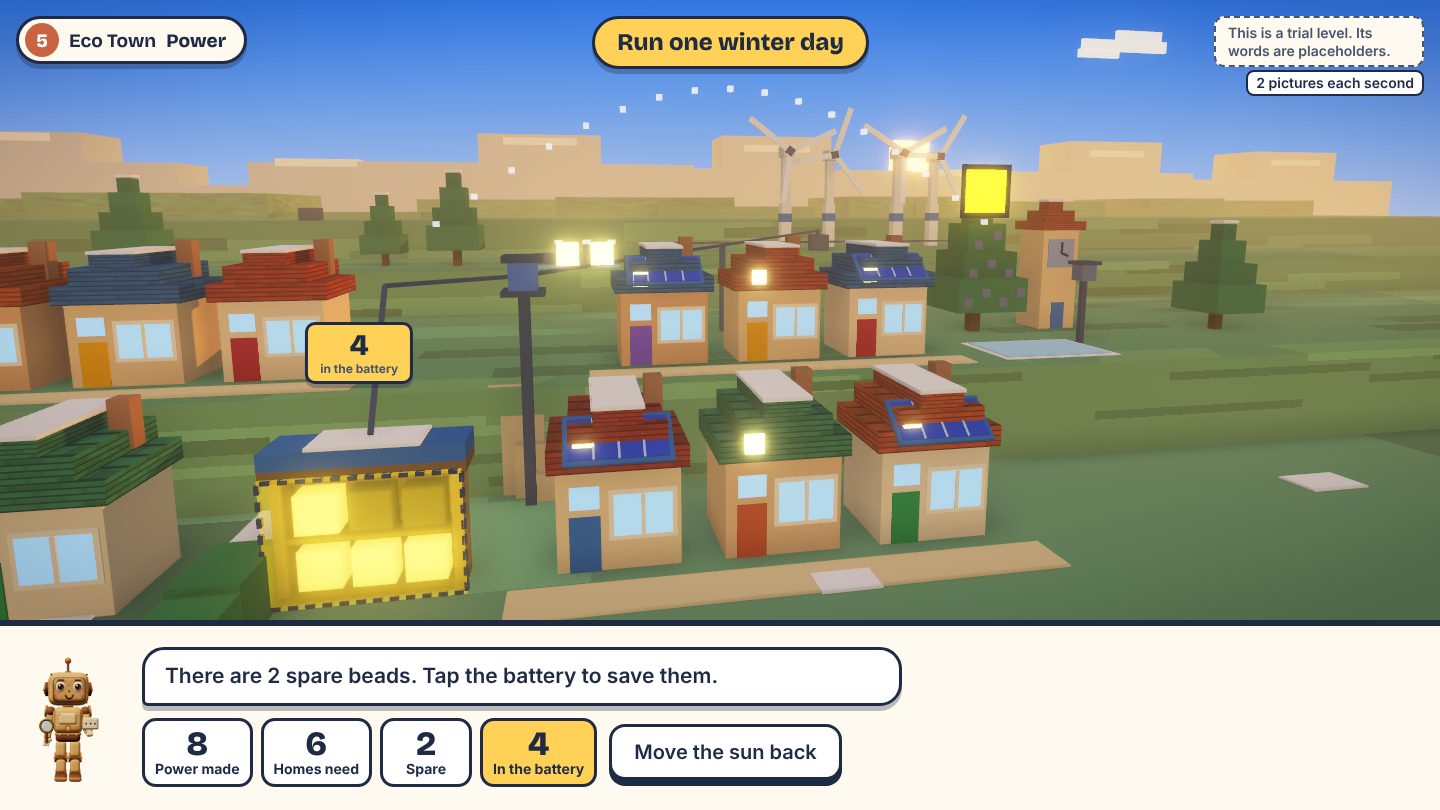 5 Eco Town Power
Run one winter day
This is a trial level. Its
words are placeholders.
2 pictures each second
4
in the battery
There are 2 spare beads. Tap the battery to save them.
8
Power made
6
Homes need
2
Spare
4
In the battery
Move the sun back